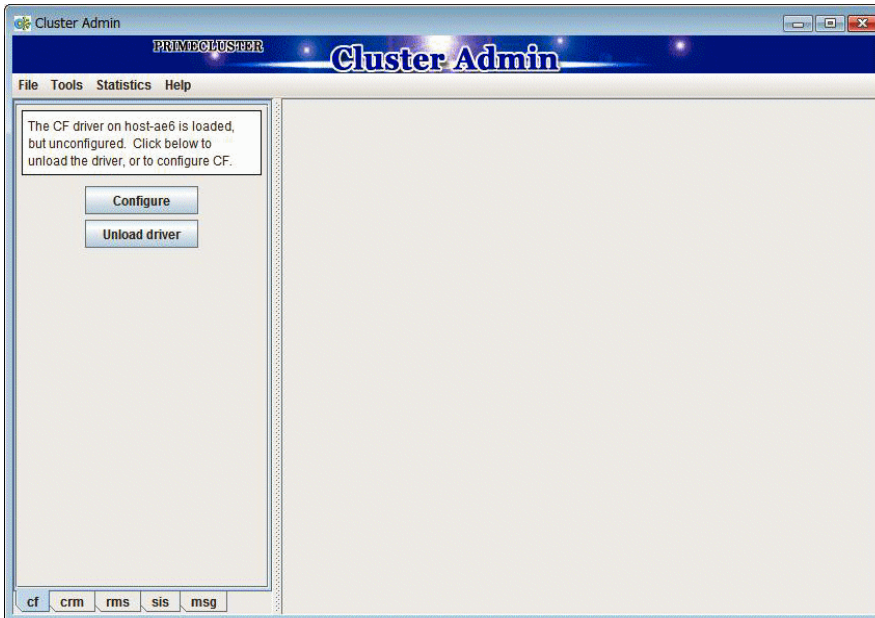 Cluster Admin
PRIMECLUSTER
Cluster Admin
File Tools Statistics Help
The CF driver on host-ae6 is loaded,
but unconfigured. Click below to
unload the driver, or to configure CF.
Configure
Unload driver
cf crm rms sis msg